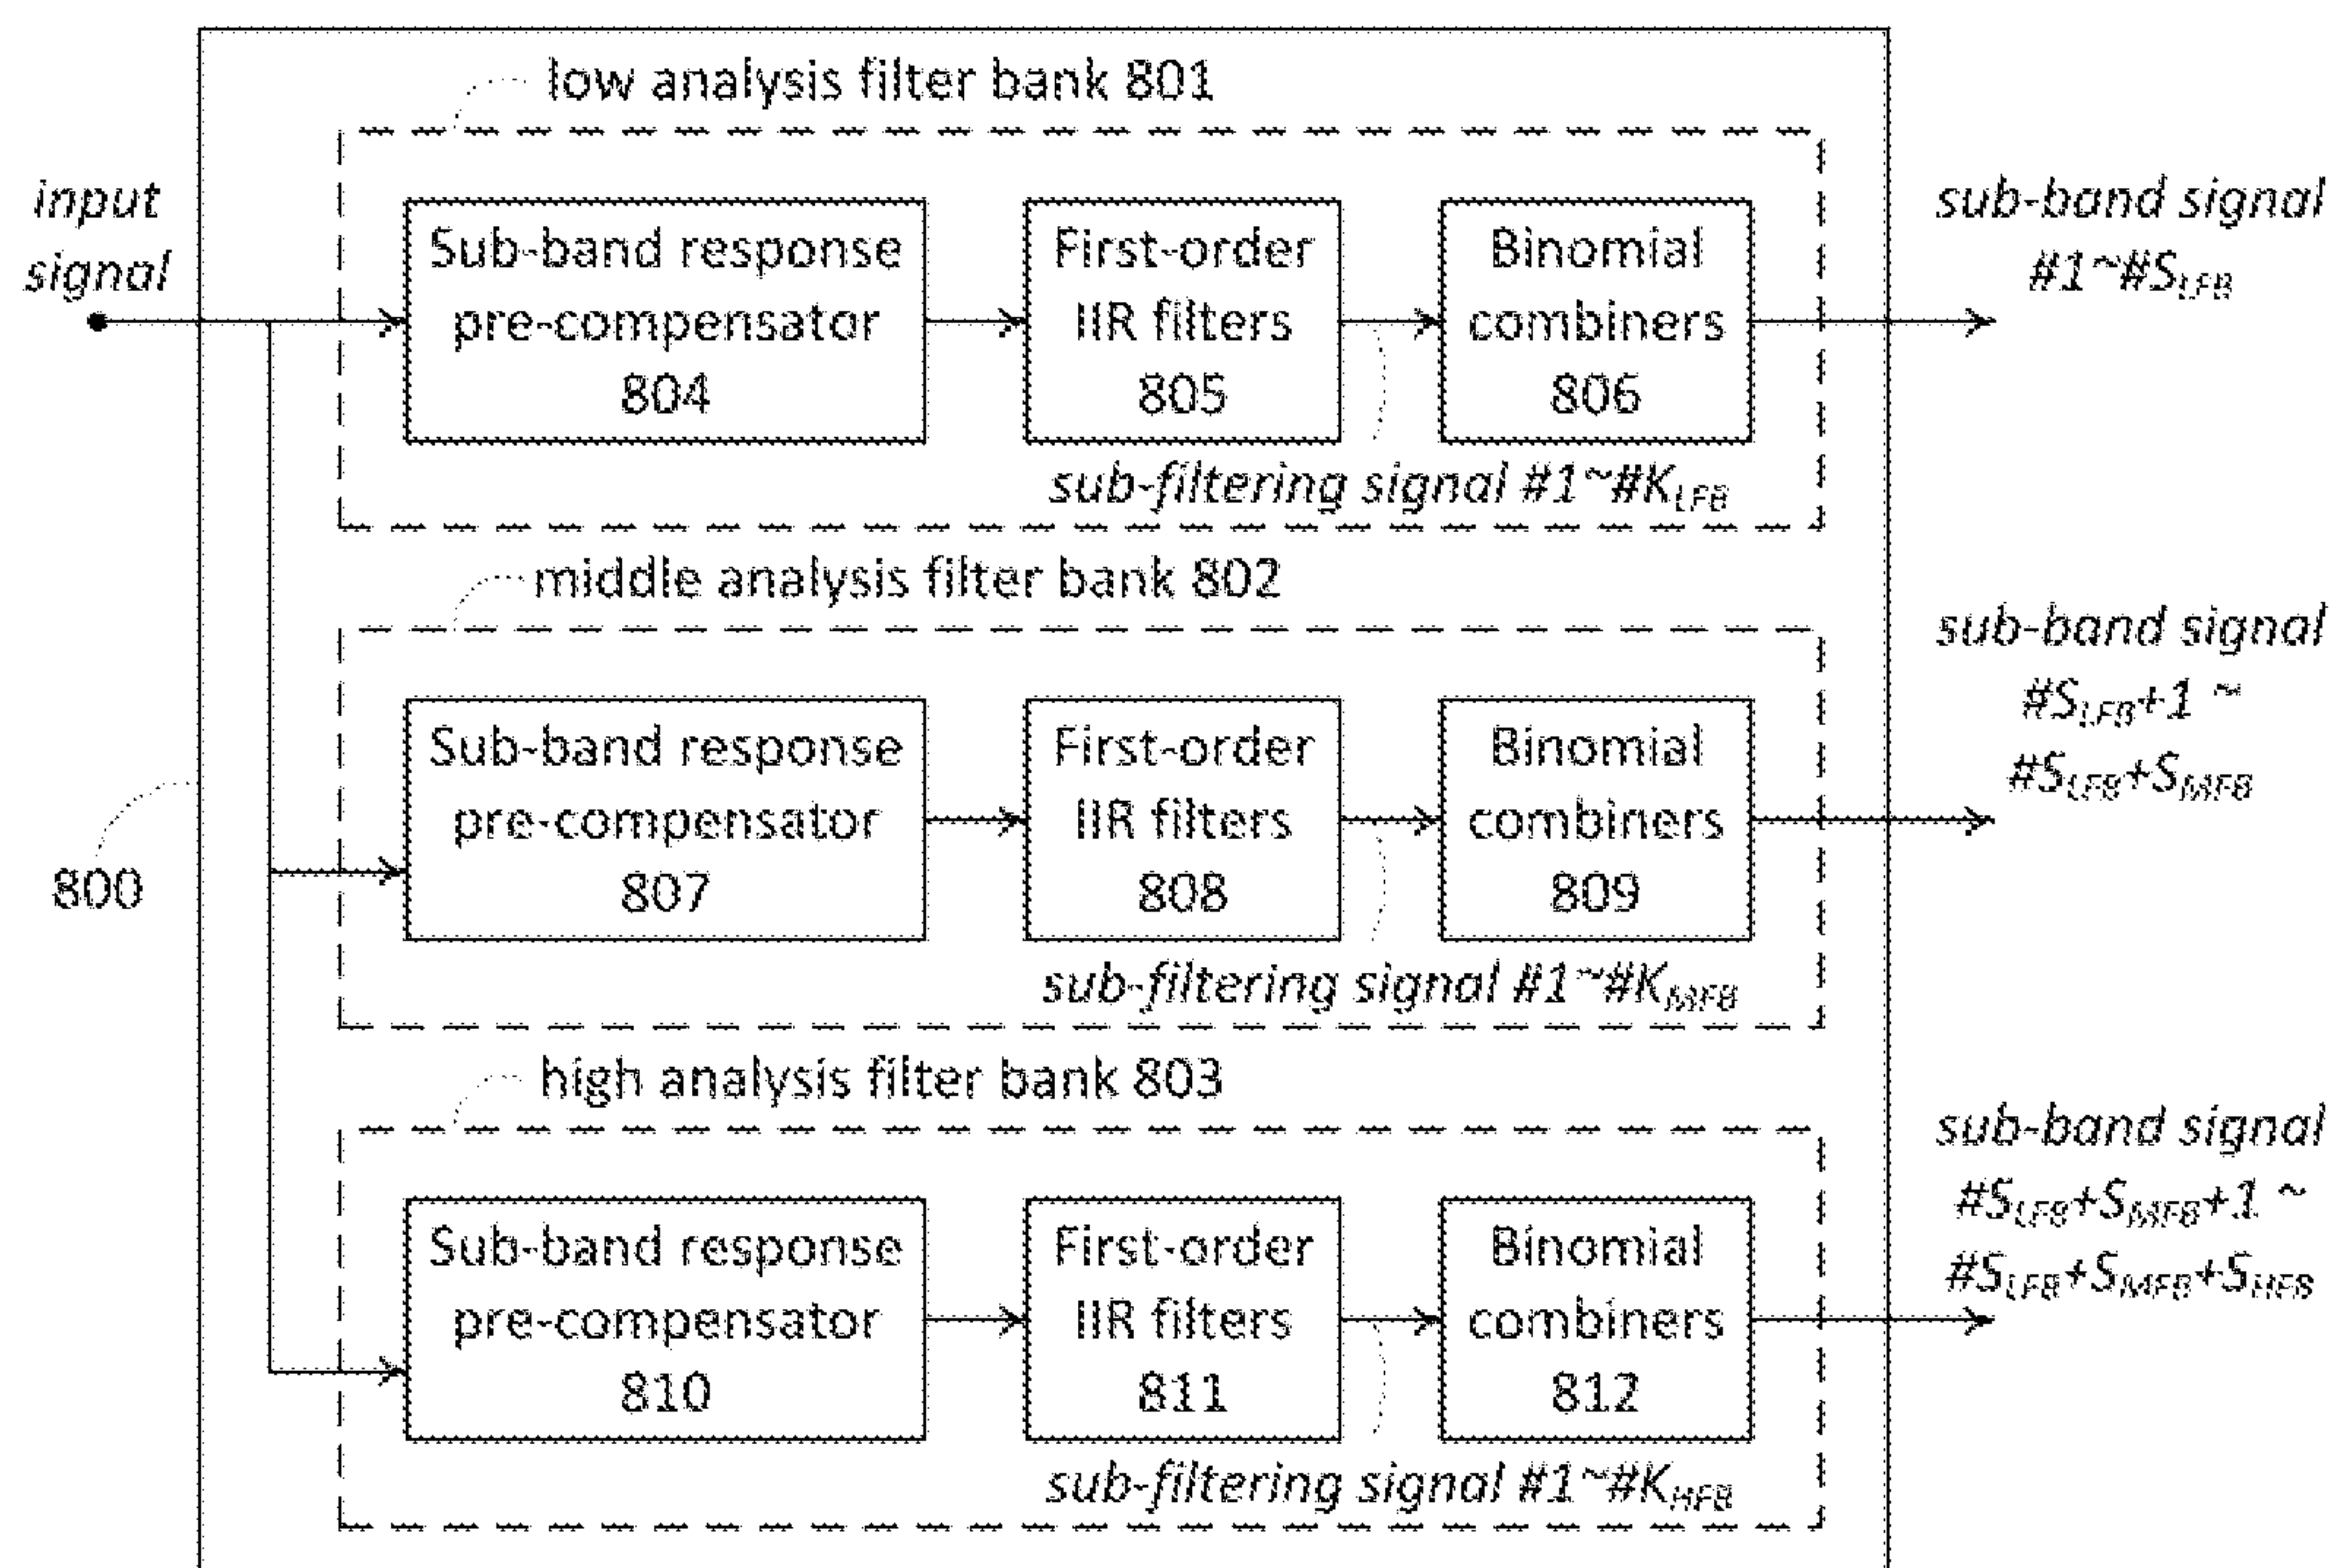 low analysis filter bank 801
input
signal
Sub-band response
pre-compensator
804
First-order
IIR filters
805
Binomial
combiners
806
sub-filtering signal #1~#K_LFB
sub-band signal
#1~#S_LFB
middle analysis filter bank 802
Sub-band response
pre-compensator
807
First-order
IIR filters
808
Binomial
combiners
809
sub-filtering signal #1~#K_MFB
sub-band signal
#S_LFB+1 ~
#S_LFB+S_MFB
800
high analysis filter bank 803
Sub-band response
pre-compensator
810
First-order
IIR filters
811
Binomial
combiners
812
sub-filtering signal #1~#K_HFB
sub-band signal
#S_LFB+S_MFB+1 ~
#S_LFB+S_MFB+S_HFB